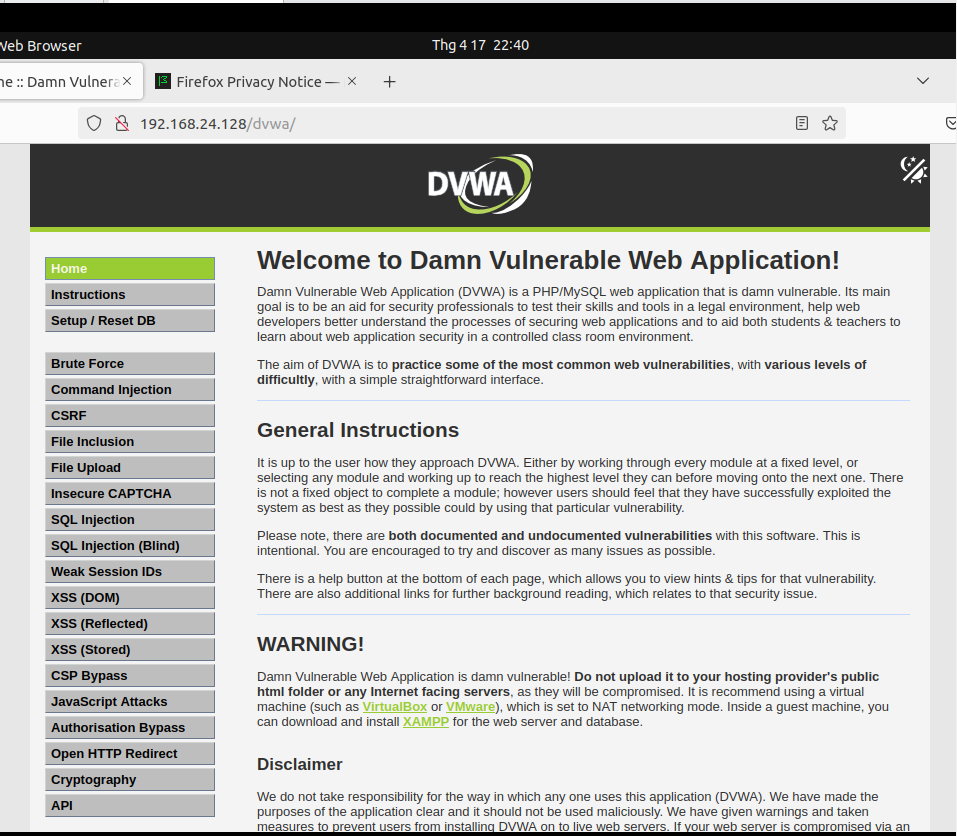 Web Browser
Thg 4 17 22:40
ne :: Damn Vulnera
Firefox Privacy Notice —
192.168.24.128/dvwa/
DVWA
Home
Instructions
Setup / Reset DB
Brute Force
Command Injection
CSRF
File Inclusion
File Upload
Insecure CAPTCHA
SQL Injection
SQL Injection (Blind)
Weak Session IDs
XSS (DOM)
XSS (Reflected)
XSS (Stored)
CSP Bypass
JavaScript Attacks
Authorisation Bypass
Open HTTP Redirect
Cryptography
API
Welcome to Damn Vulnerable Web Application!
Damn Vulnerable Web Application (DVWA) is a PHP/MySQL web application that is damn vulnerable. Its main
goal is to be an aid for security professionals to test their skills and tools in a legal environment, help web
developers better understand the processes of securing web applications and to aid both students & teachers to
learn about web application security in a controlled class room environment.
The aim of DVWA is to practice some of the most common web vulnerabilities, with various levels of
difficultly, with a simple straightforward interface.
General Instructions
It is up to the user how they approach DVWA. Either by working through every module at a fixed level, or
selecting any module and working up to reach the highest level they can before moving onto the next one. There
is not a fixed object to complete a module; however users should feel that they have successfully exploited the
system as best as they possible could by using that particular vulnerability.
Please note, there are both documented and undocumented vulnerabilities with this software. This is
intentional. You are encouraged to try and discover as many issues as possible.
There is a help button at the bottom of each page, which allows you to view hints & tips for that vulnerability.
There are also additional links for further background reading, which relates to that security issue.
WARNING!
Damn Vulnerable Web Application is damn vulnerable! Do not upload it to your hosting provider's public
html folder or any Internet facing servers, as they will be compromised. It is recommend using a virtual
machine (such as VirtualBox or VMware), which is set to NAT networking mode. Inside a guest machine, you
can download and install XAMPP for the web server and database.
Disclaimer
We do not take responsibility for the way in which any one uses this application (DVWA). We have made the
purposes of the application clear and it should not be used maliciously. We have given warnings and taken
measures to prevent users from installing DVWA on to live web servers. If your web server is compromised via an